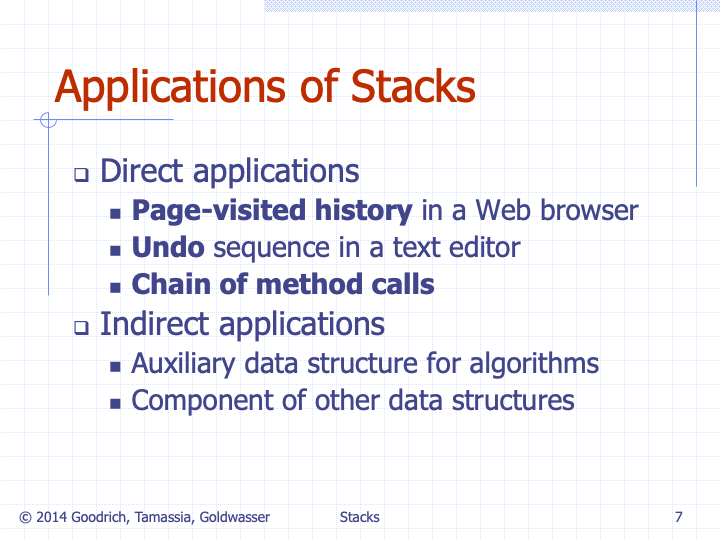 Applications of Stacks
Direct applications
Page-visited history in a Web browser
Undo sequence in a text editor
Chain of method calls
Indirect applications
Auxiliary data structure for algorithms
Component of other data structures
© 2014 Goodrich, Tamassia, Goldwasser
Stacks
7